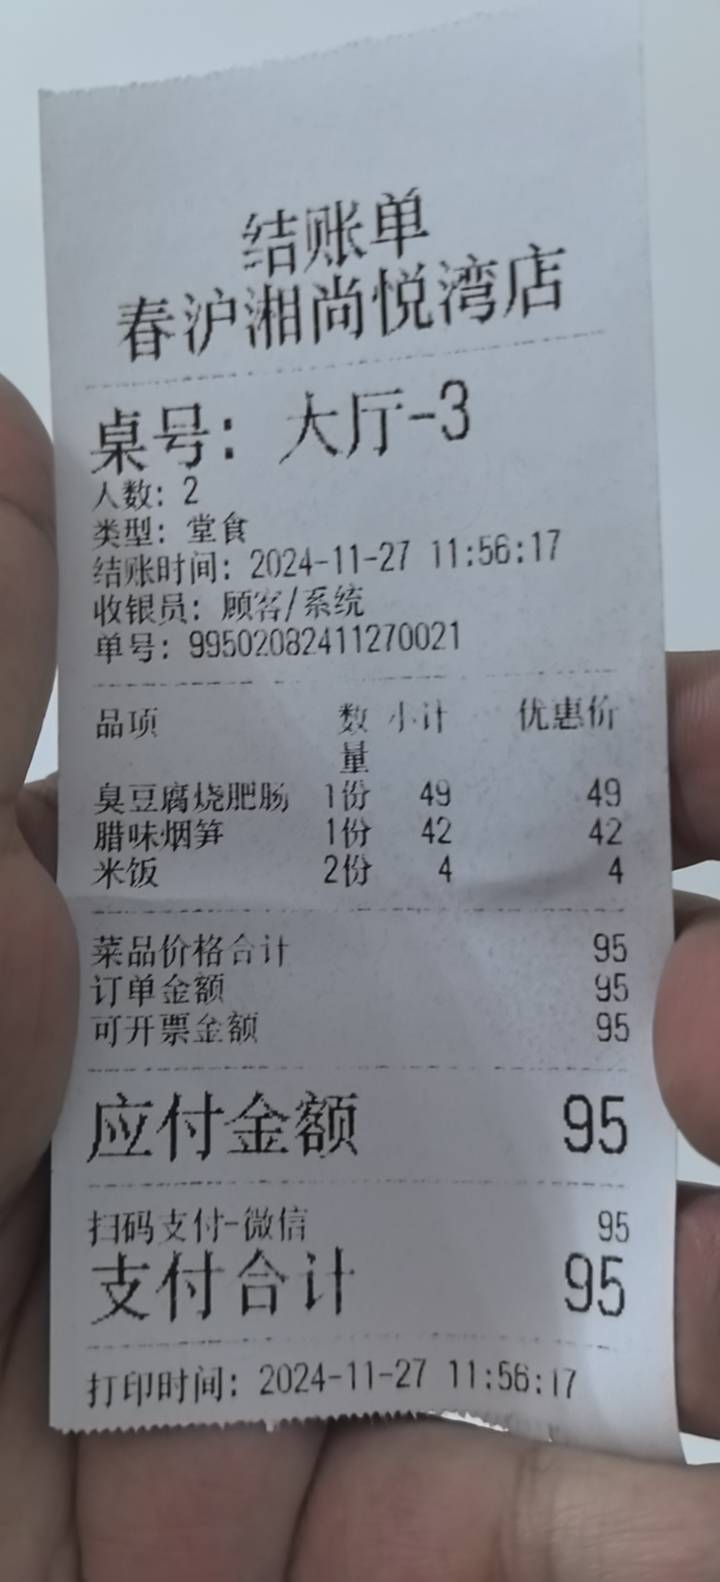 结账单
春沪湘尚悦湾店
桌号: 大厅-3
人数: 2
类型: 堂食
结账时间: 2024-11-27 11:56:17
收银员: 顾客/系统
单号: 99502082411270021
品项 数量 小计 优惠价
臭豆腐烧肥肠 1份 49 49
腊味烟笋 1份 42 42
米饭 2份 4 4
菜品价格合计 95
订单金额 95
可开票金额 95
应付金额 95
扫码支付-微信 95
支付合计 95
打印时间: 2024-11-27 11:56:17